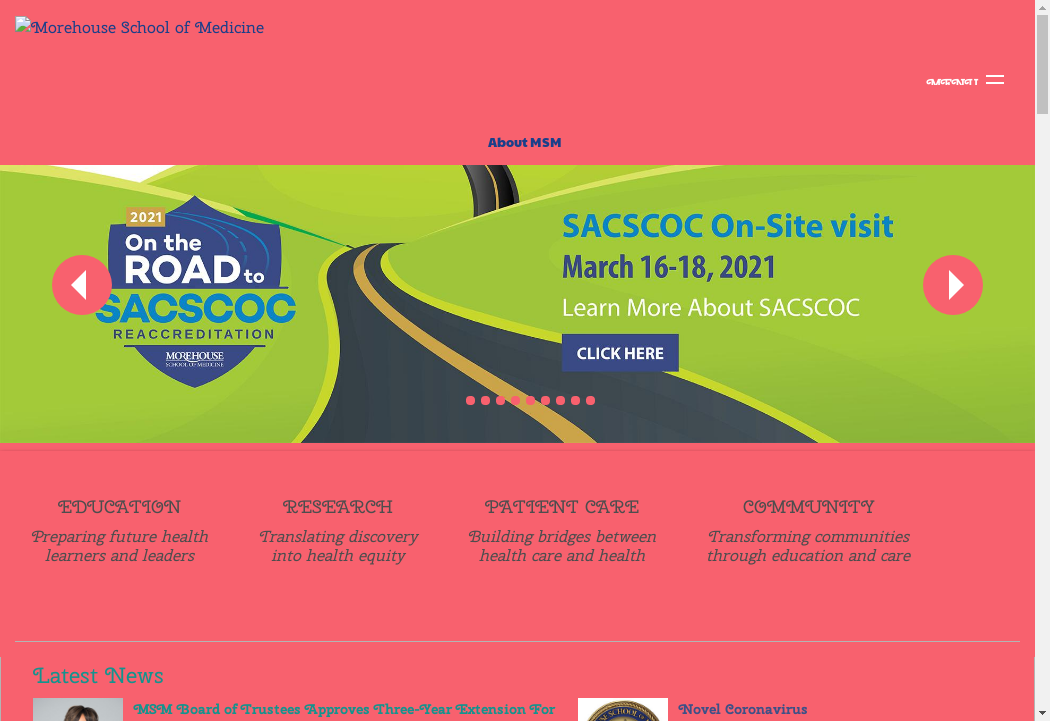 Morehouse School of Medicine
About MSM
2021
On the
ROAD to
SACSCOC
REACCREDITATION
MOREHOUSE
SCHOOL OF MEDICINE
SACSCOC On-Site visit
March 16-18, 2021
Learn More About SACSCOC
CLICK HERE
EDUCATION
Preparing future health
learners and leaders
RESEARCH
Translating discovery
into health equity
PATIENT CARE
Building bridges between
health care and health
COMMUNITY
Transforming communities
through education and care
Latest News
MSM Board of Trustees Approves Three-Year Extension For
Novel Coronavirus